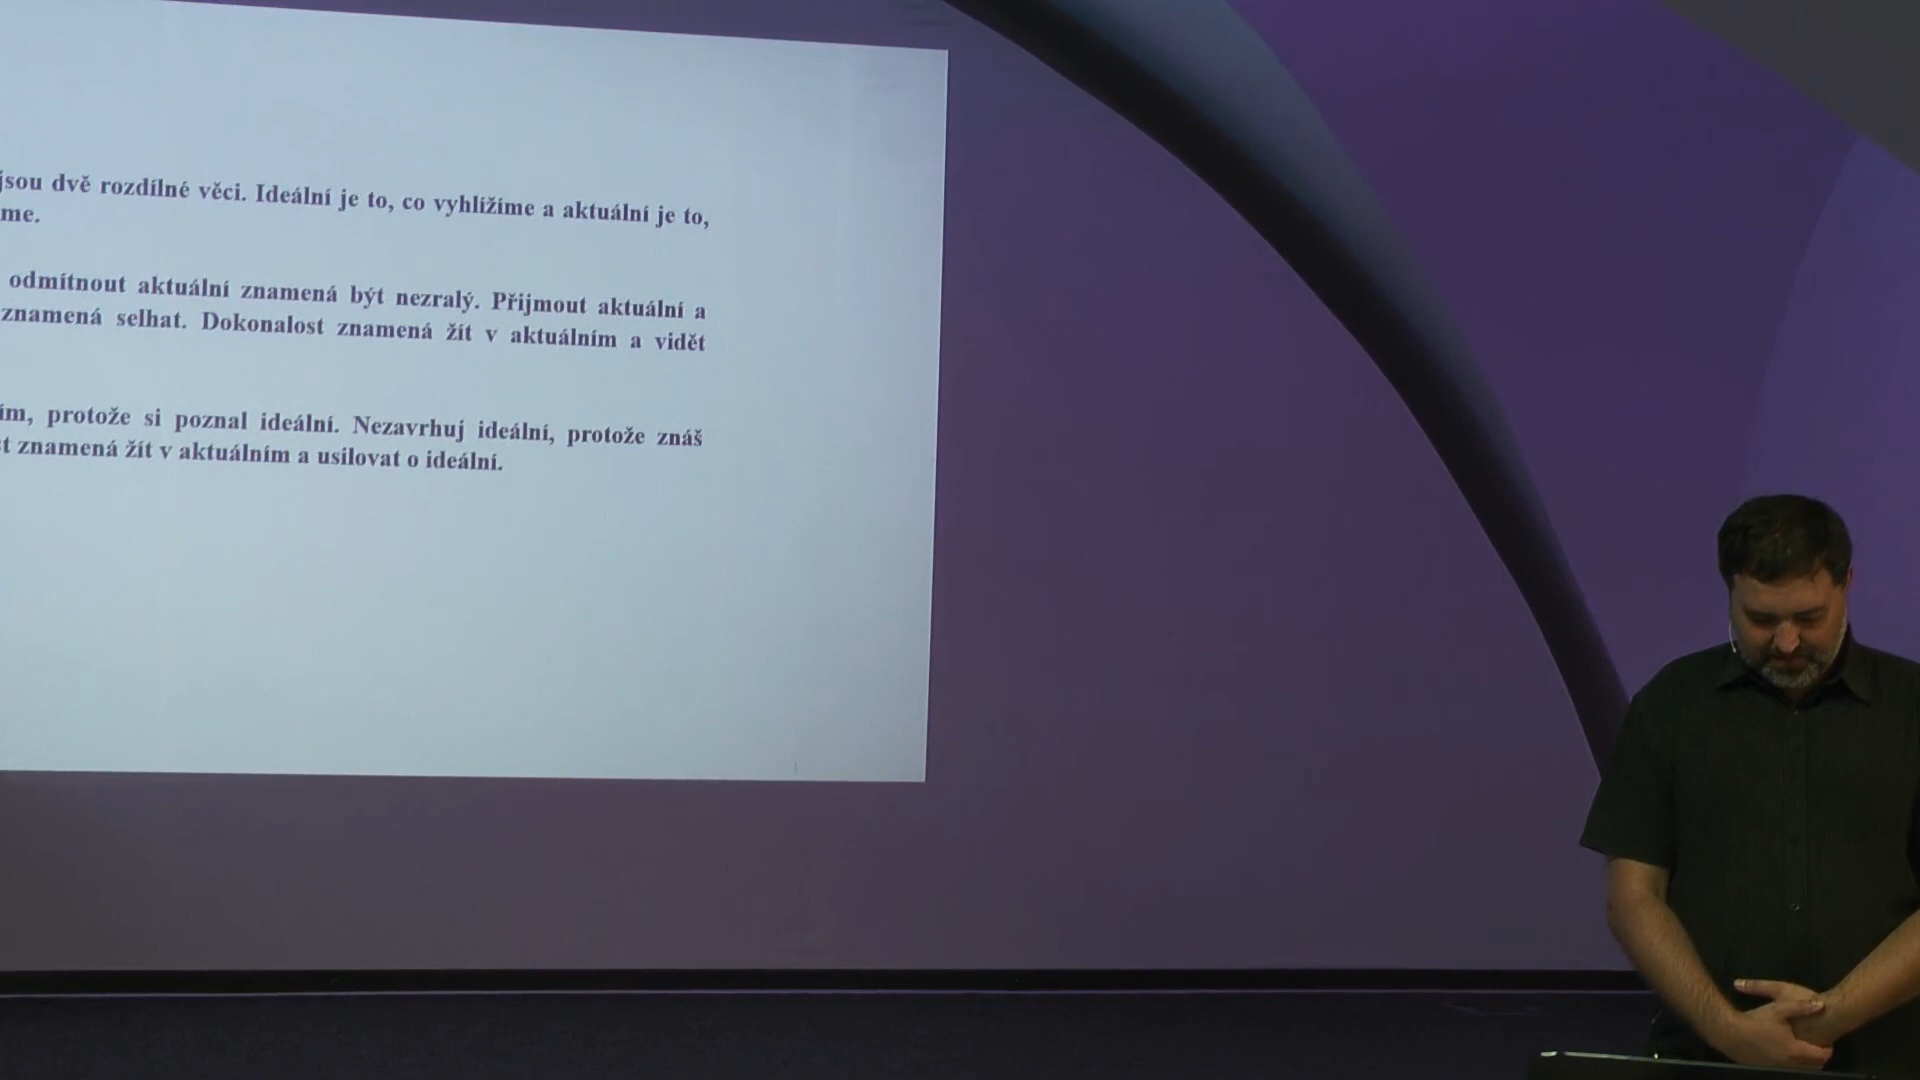 jsou dvě rozdílné věci. Ideální je to, co vyhlížíme a aktuální je to,
me.
odmítnout aktuální znamená být nezralý. Přijmout aktuální a
znamená selhat. Dokonalost znamená žít v aktuálním a vidět
ím, protože si poznal ideální. Nezavrhuj ideální, protože znáš
t znamená žít v aktuálním a usilovat o ideální.